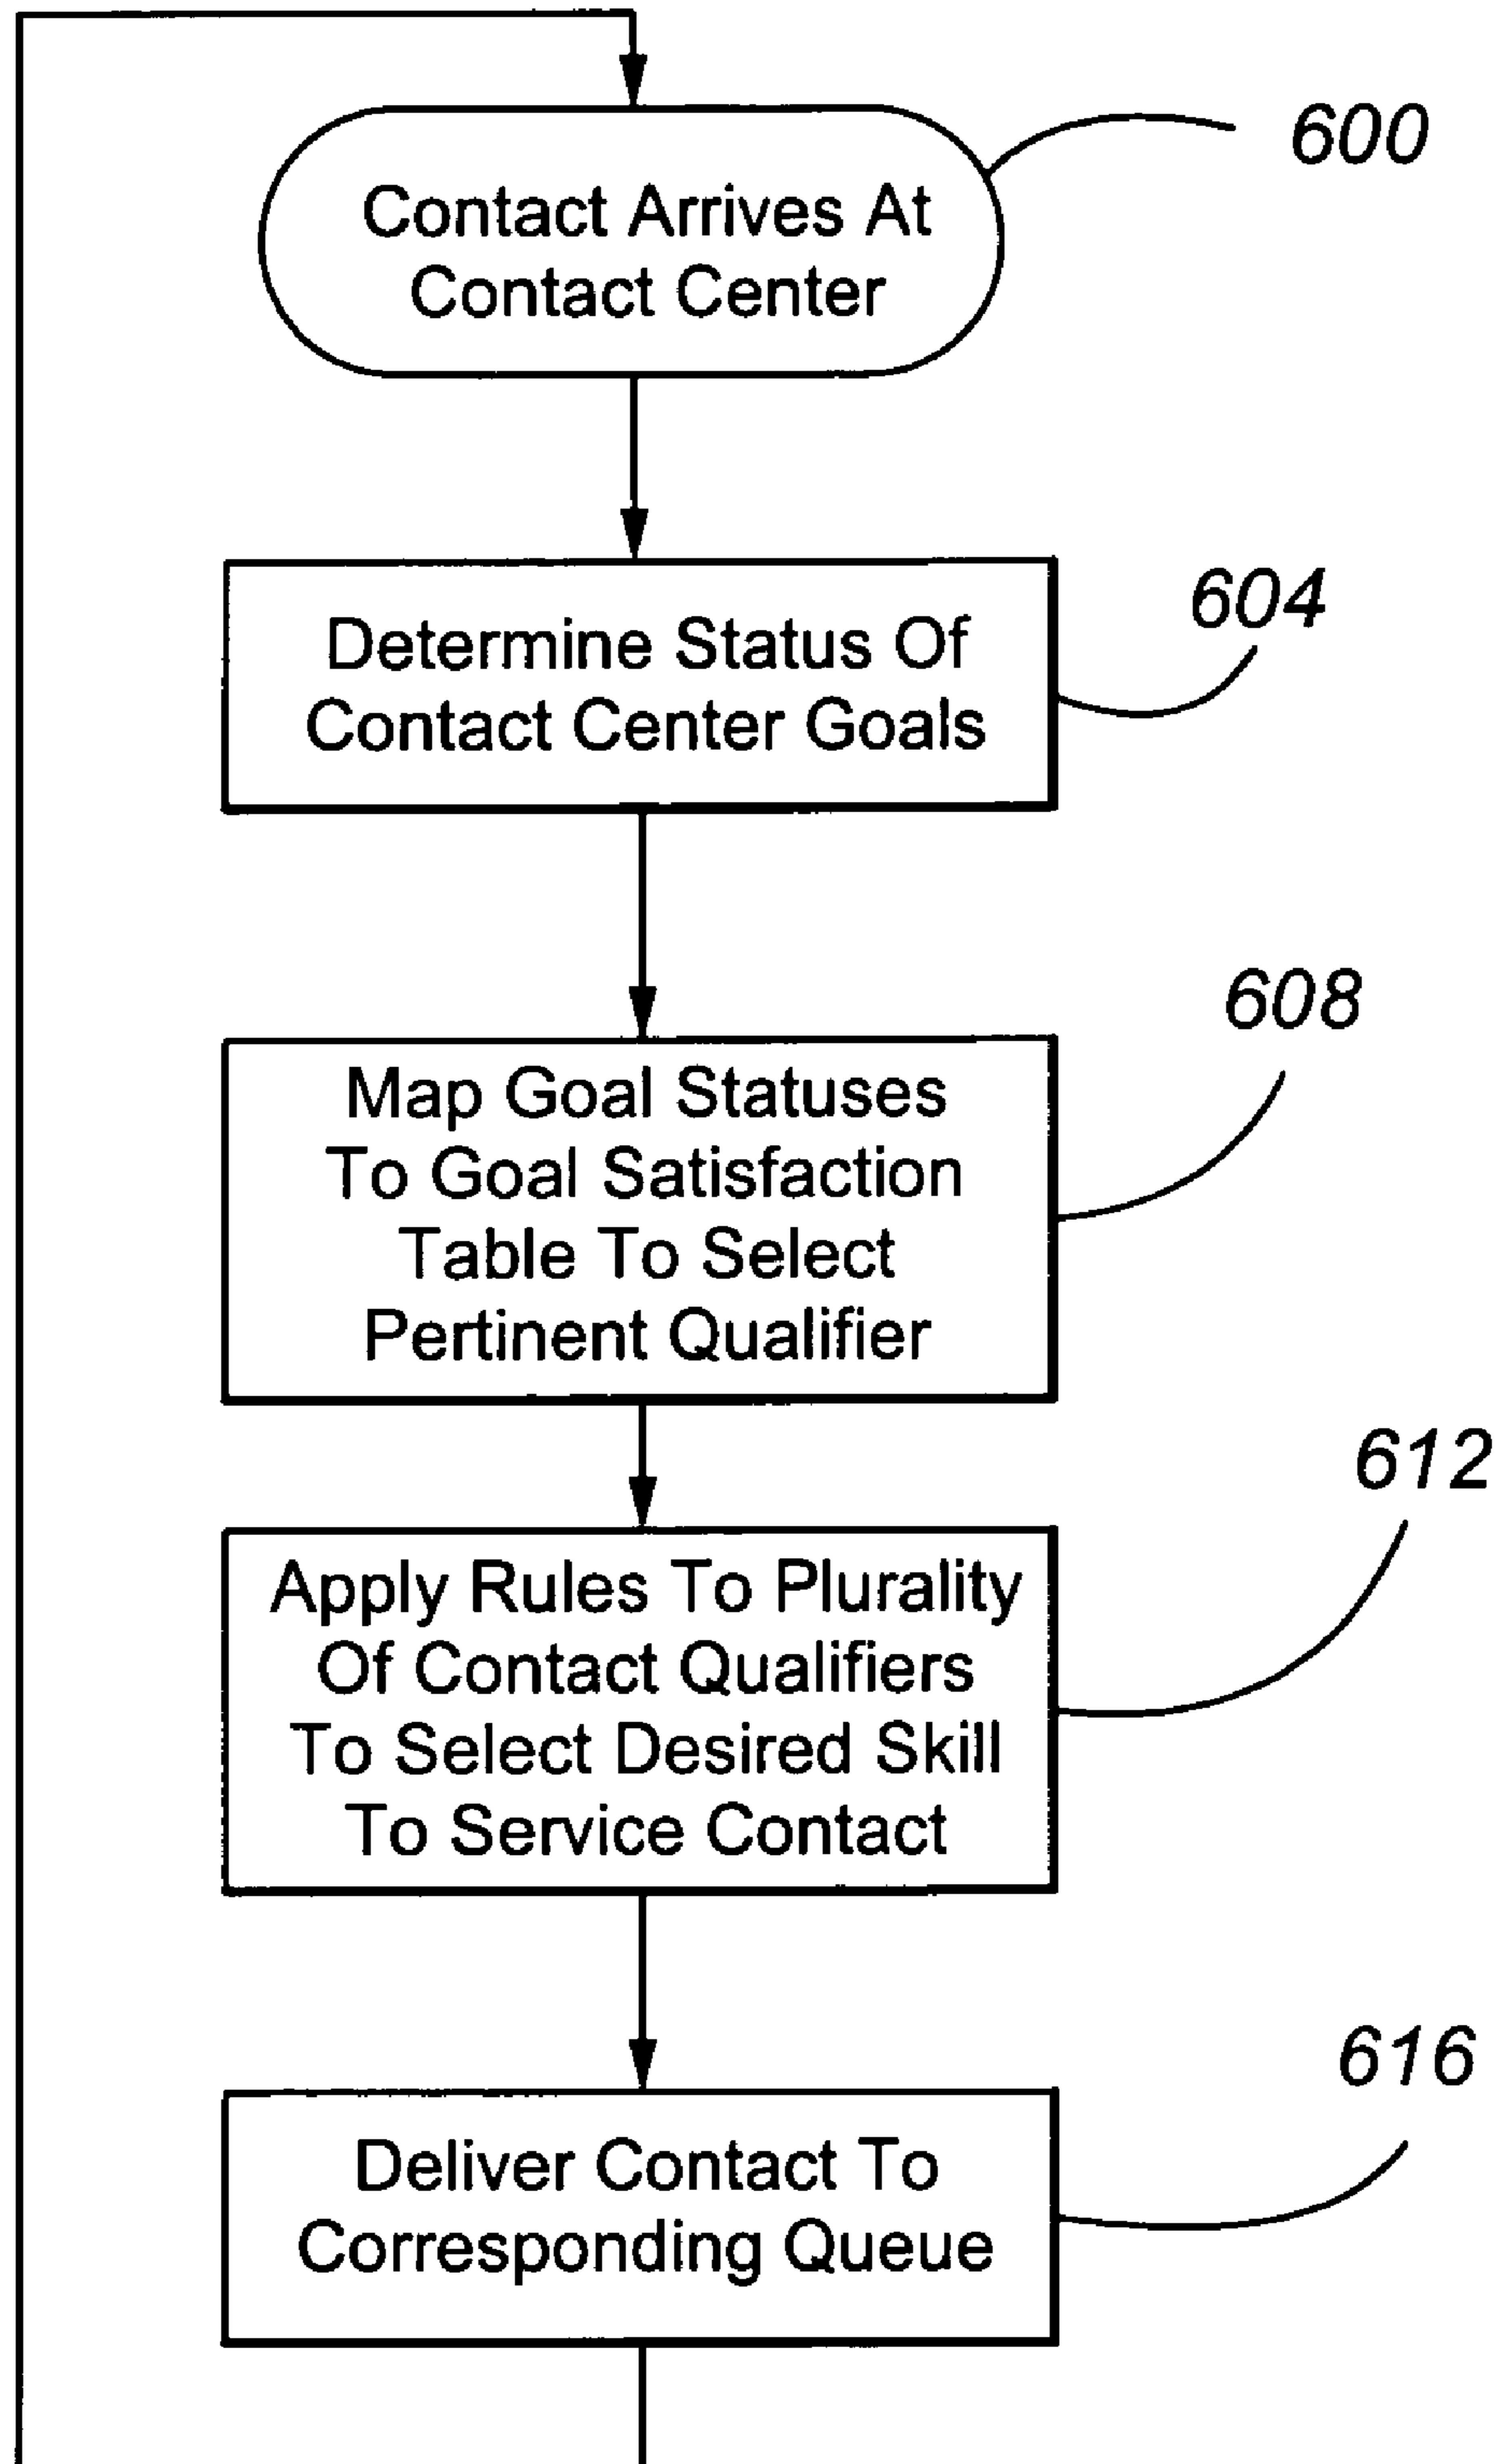 600
Contact Arrives At
Contact Center
604
Determine Status Of
Contact Center Goals
608
Map Goal Statuses
To Goal Satisfaction
Table To Select
Pertinent Qualifier
612
Apply Rules To Plurality
Of Contact Qualifiers
To Select Desired Skill
To Service Contact
616
Deliver Contact To
Corresponding Queue